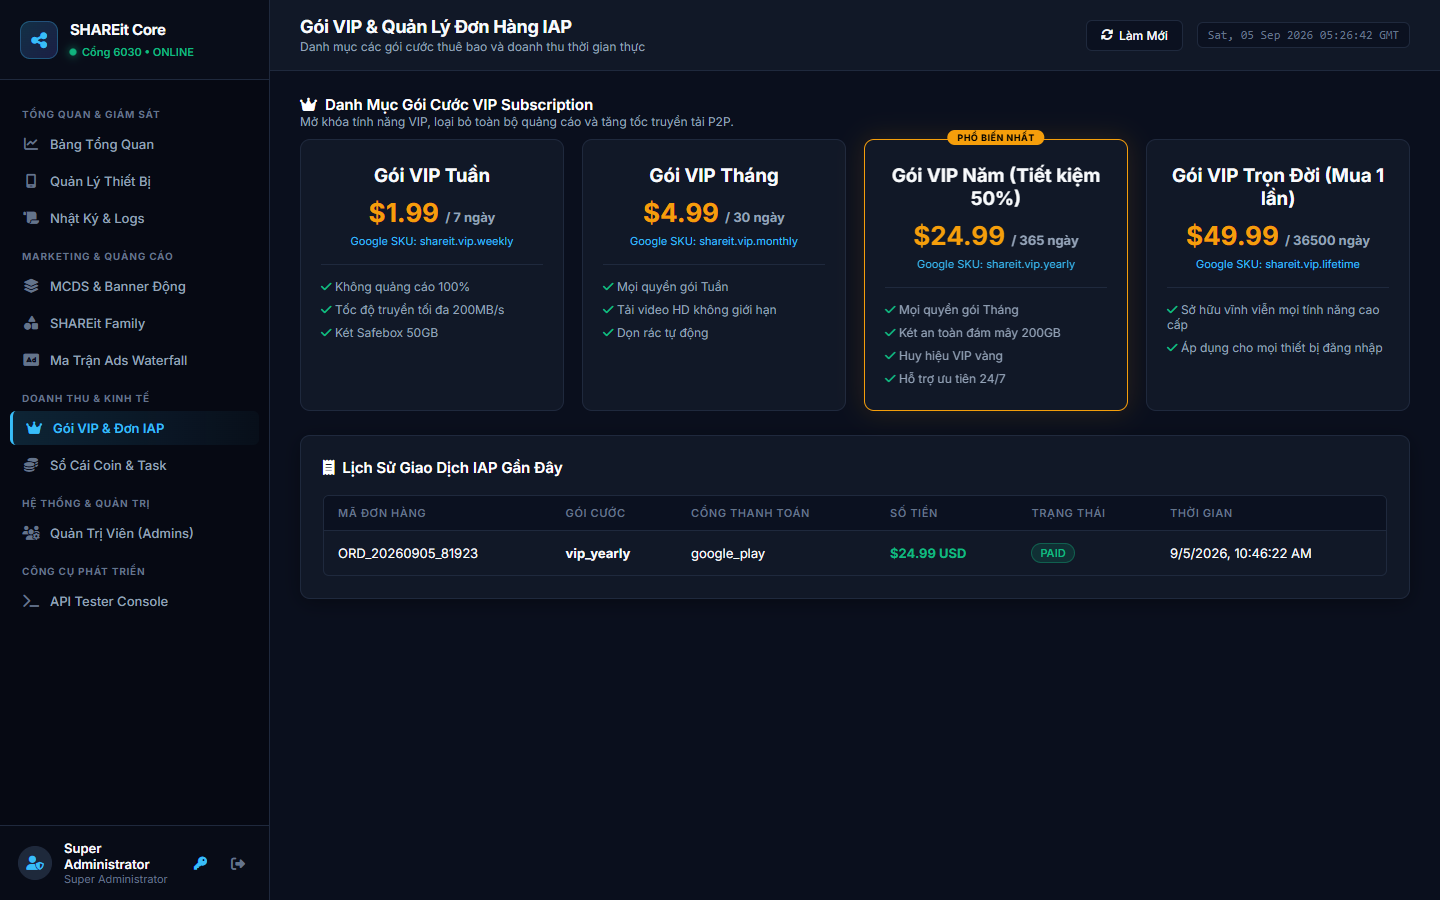 SHAREit Core
Cổng 6030 • ONLINE
TỔNG QUAN & GIÁM SÁT
Bảng Tổng Quan
Quản Lý Thiết Bị
Nhật Ký & Logs
MARKETING & QUẢNG CÁO
MCDS & Banner Động
SHAREit Family
Ad Ma Trận Ads Waterfall
DOANH THU & KINH TẾ
Gói VIP & Đơn IAP
Sổ Cái Coin & Task
HỆ THỐNG & QUẢN TRỊ
Quản Trị Viên (Admins)
CÔNG CỤ PHÁT TRIỂN
API Tester Console
Super
Administrator
Super Administrator
Gói VIP & Quản Lý Đơn Hàng IAP
Danh mục các gói cước thuê bao và doanh thu thời gian thực
Làm Mới
Sat, 05 Sep 2026 05:26:42 GMT
Danh Mục Gói Cước VIP Subscription
Mở khóa tính năng VIP, loại bỏ toàn bộ quảng cáo và tăng tốc truyền tải P2P.
Gói VIP Tuần
$1.99 / 7 ngày
Google SKU: shareit.vip.weekly
Không quảng cáo 100%
Tốc độ truyền tối đa 200MB/s
Két Safebox 50GB
Gói VIP Tháng
$4.99 / 30 ngày
Google SKU: shareit.vip.monthly
Mọi quyền gói Tuần
Tải video HD không giới hạn
Dọn rác tự động
PHỔ BIẾN NHẤT
Gói VIP Năm (Tiết kiệm
50%)
$24.99 / 365 ngày
Google SKU: shareit.vip.yearly
Mọi quyền gói Tháng
Két an toàn đám mây 200GB
Huy hiệu VIP vàng
Hỗ trợ ưu tiên 24/7
Gói VIP Trọn Đời (Mua 1
lần)
$49.99 / 36500 ngày
Google SKU: shareit.vip.lifetime
Sở hữu vĩnh viễn mọi tính năng cao
cấp
Áp dụng cho mọi thiết bị đăng nhập
Lịch Sử Giao Dịch IAP Gần Đây
MÃ ĐƠN HÀNG GÓI CƯỚC CỔNG THANH TOÁN SỐ TIỀN TRẠNG THÁI THỜI GIAN
ORD_20260905_81923 vip_yearly google_play $24.99 USD PAID 9/5/2026, 10:46:22 AM